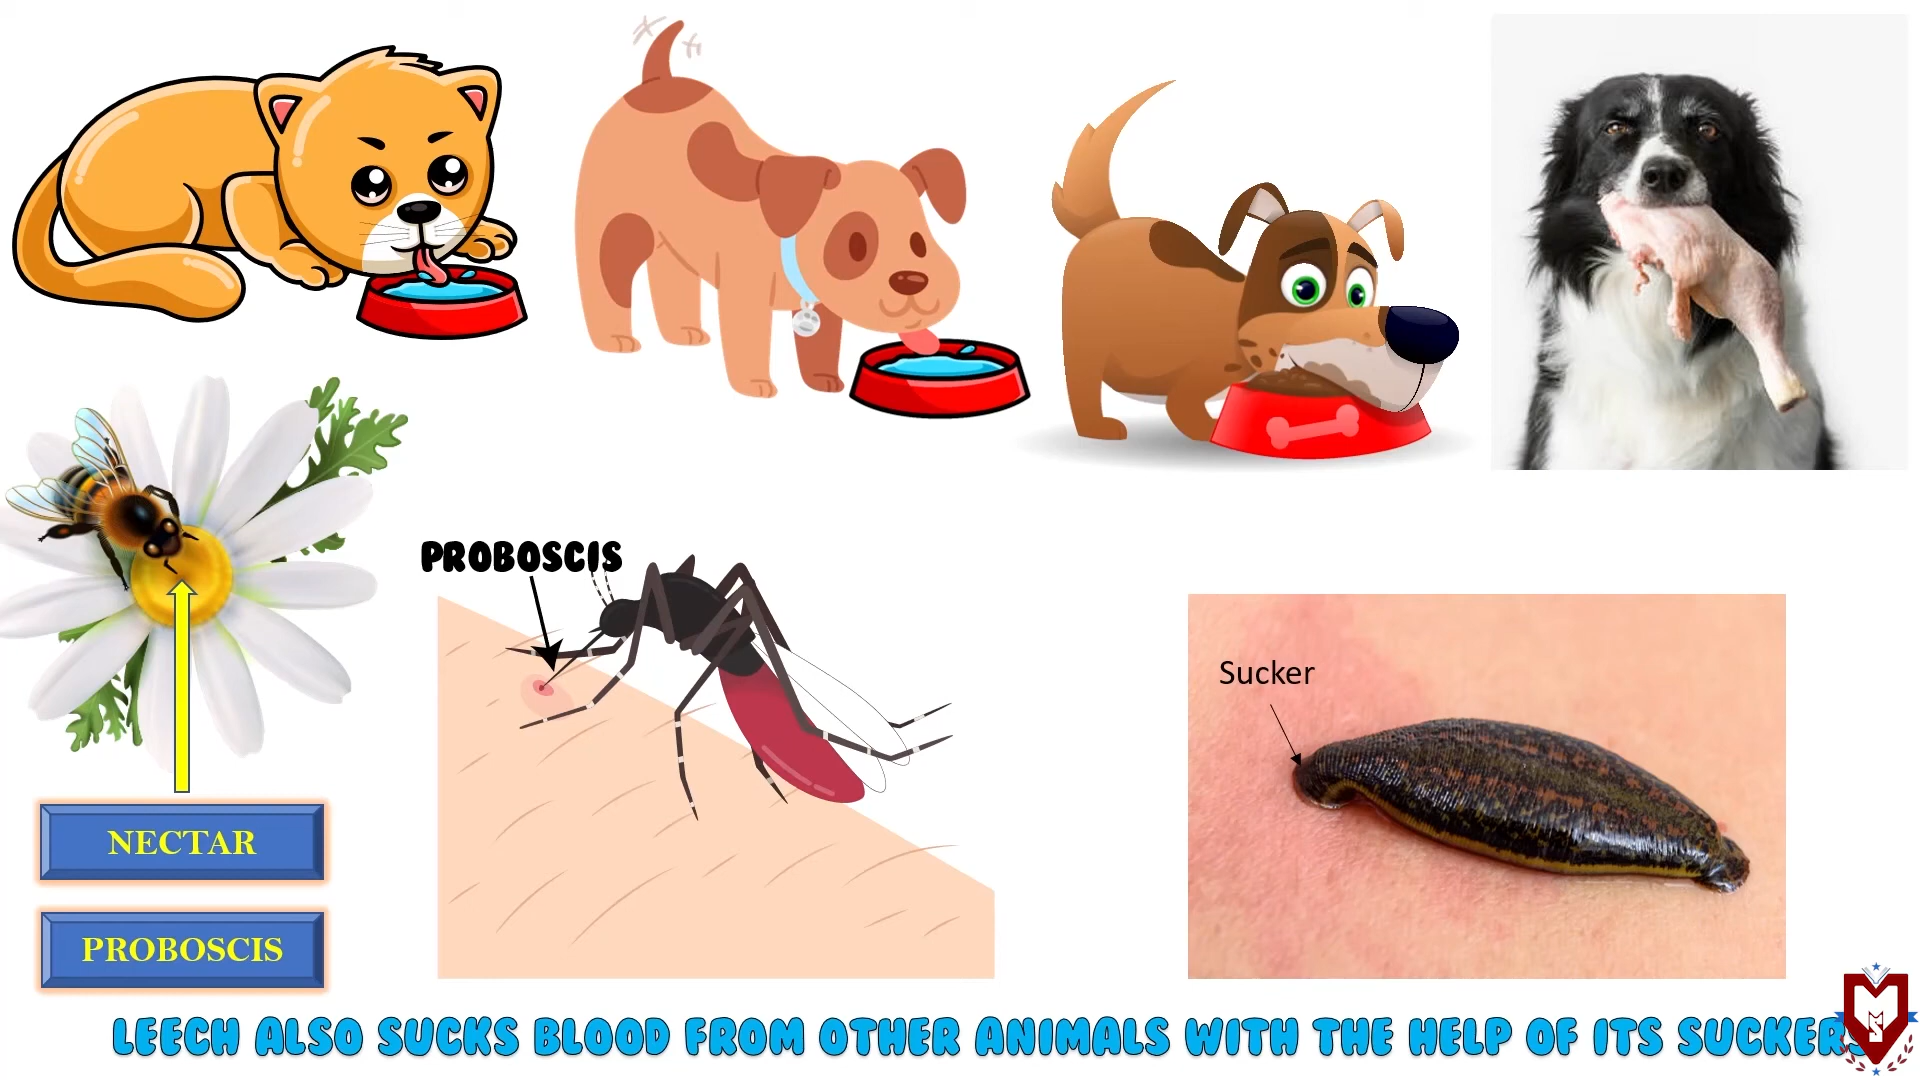 PROBOSCIS
Sucker
NECTAR
PROBOSCIS
LEECH ALSO SUCKS BLOOD FROM OTHER ANIMALS WITH THE HELP OF ITS SUCKERS